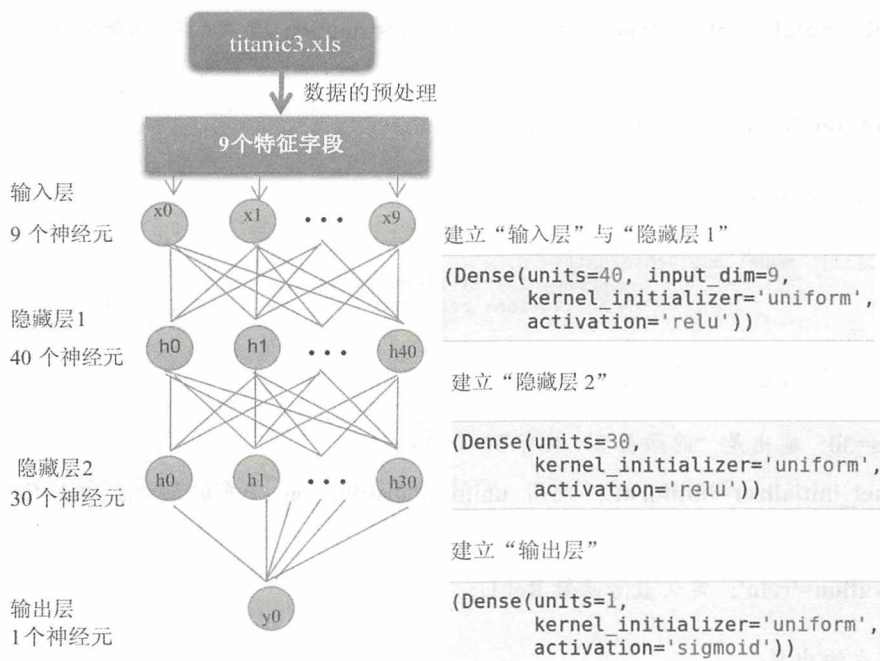 titanic3.xls
数据的预处理
9个特征字段
输入层
9 个神经元
x0 x1 ••• x9
建立“输入层”与“隐藏层 1”
(Dense(units=40, input_dim=9,
kernel_initializer='uniform',
activation='relu'))
隐藏层1
40 个神经元
h0 h1 ••• h40
建立“隐藏层 2”
(Dense(units=30,
kernel_initializer='uniform',
activation='relu'))
隐藏层2
30个神经元
h0 h1 ••• h30
建立“输出层”
(Dense(units=1,
kernel_initializer='uniform',
activation='sigmoid'))
输出层
1个神经元
y0